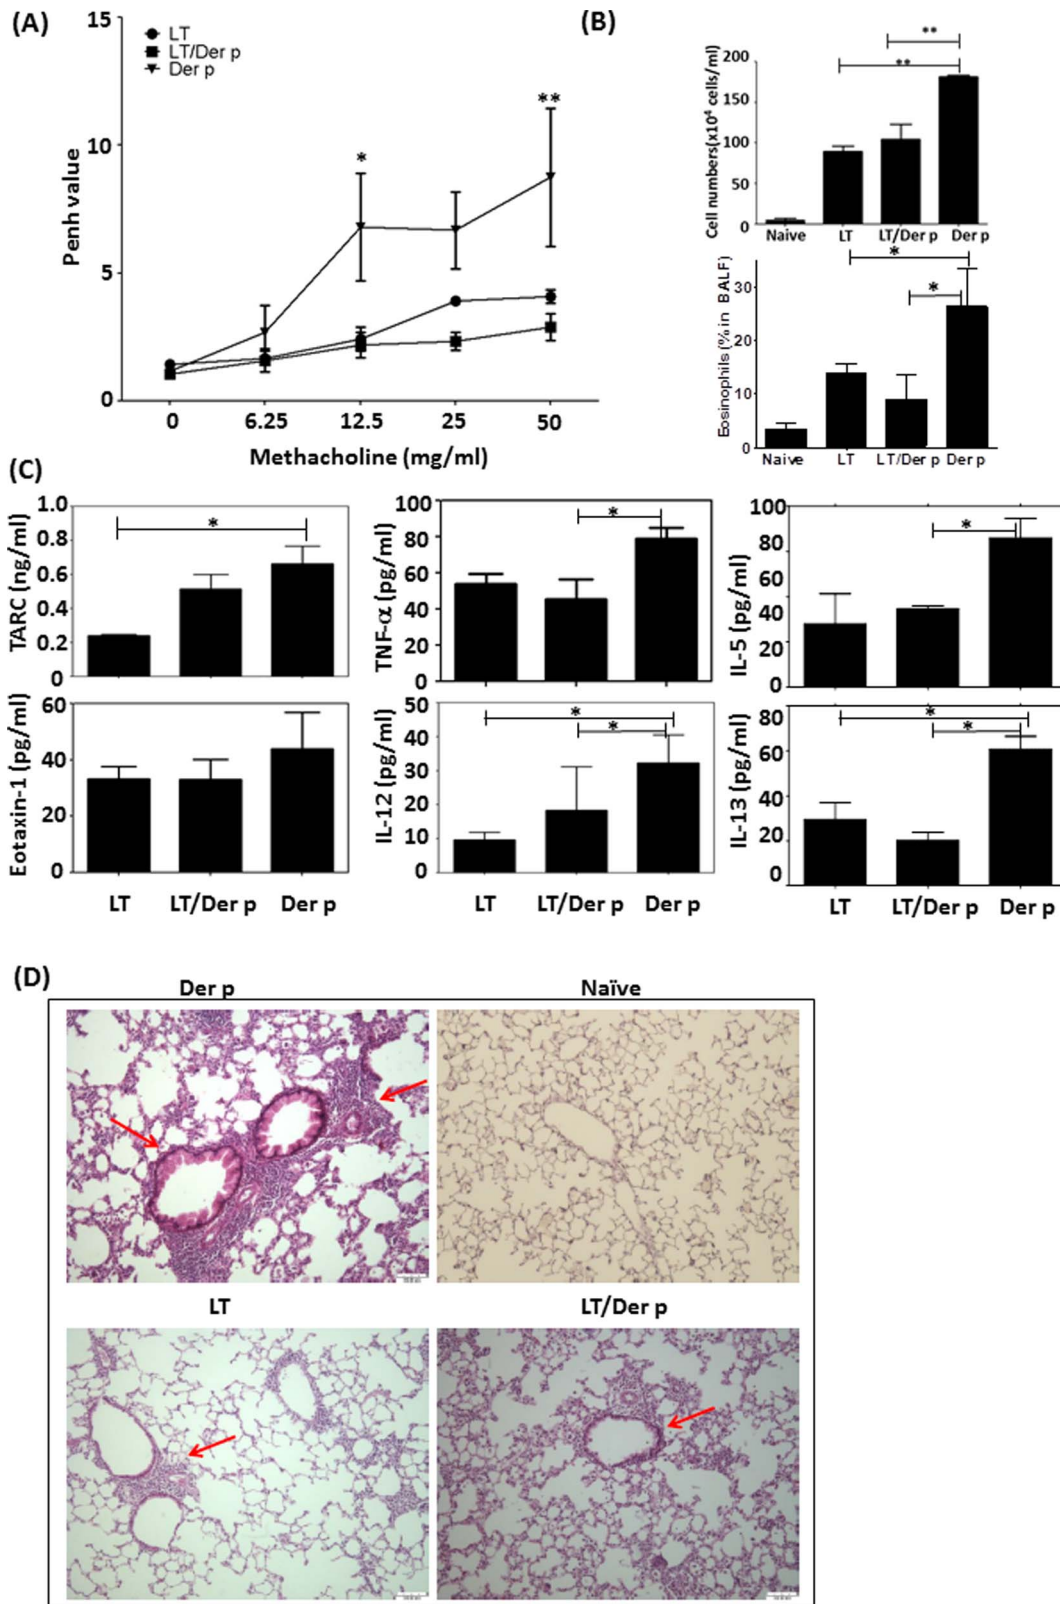 (A)
15
10
5
0
Penh value
LT
LT/Der p
Der p
*
**
0 6.25 12.5 25 50
Methacholine (mg/ml)
(B)
**
**
200
150
100
50
0
Cell numbers(x10⁴ cells/ml)
Naive LT LT/Der p Der p
*
*
30
20
10
0
Eosinophils (% in BALF)
Naive LT LT/Der p Der p
(C)
1.0
0.8
0.6
0.4
0.2
0
TARC (ng/ml)
*
100
80
60
40
20
0
TNF-α (pg/ml)
*
100
80
60
40
20
0
IL-5 (pg/ml)
*
60
40
20
0
Eotaxin-1 (pg/ml)
LT LT/Der p Der p
50
40
30
20
10
0
IL-12 (pg/ml)
*
*
LT LT/Der p Der p
80
60
40
20
0
IL-13 (pg/ml)
*
*
LT LT/Der p Der p
(D)
Der p Naïve
LT LT/Der p